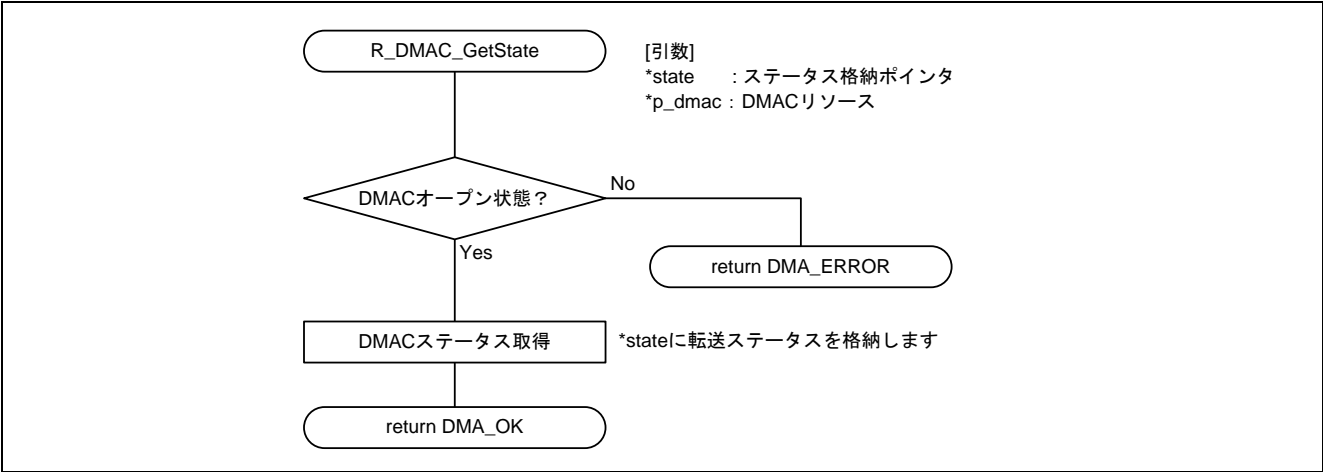 R_DMAC_GetState
[引数]
*state : ステータス格納ポインタ
*p_dmac : DMACリソース
DMACオープン状態？
No
Yes
return DMA_ERROR
DMACステータス取得
*stateに転送ステータスを格納します
return DMA_OK